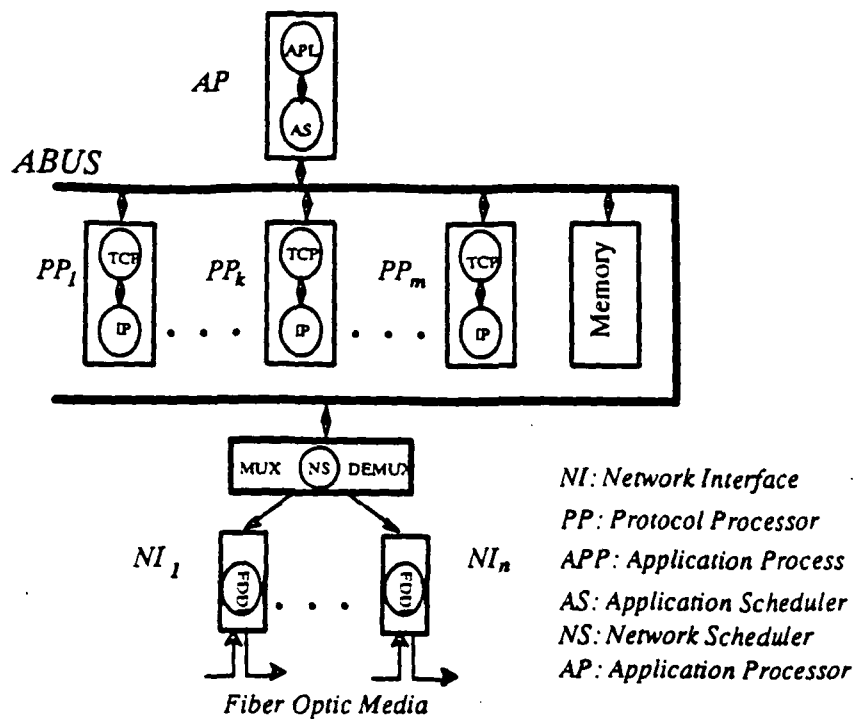 APL
AP
AS
ABUS
TCP
TCP
TCP
PP1
PPk
PPm
Memory
IP
IP
IP
. . .
. . .
MUX NS DEMUX
NI: Network Interface
PP: Protocol Processor
NI1
NIn
APP: Application Process
FDDI
. . .
FDDI
AS: Application Scheduler
NS: Network Scheduler
AP: Application Processor
Fiber Optic Media